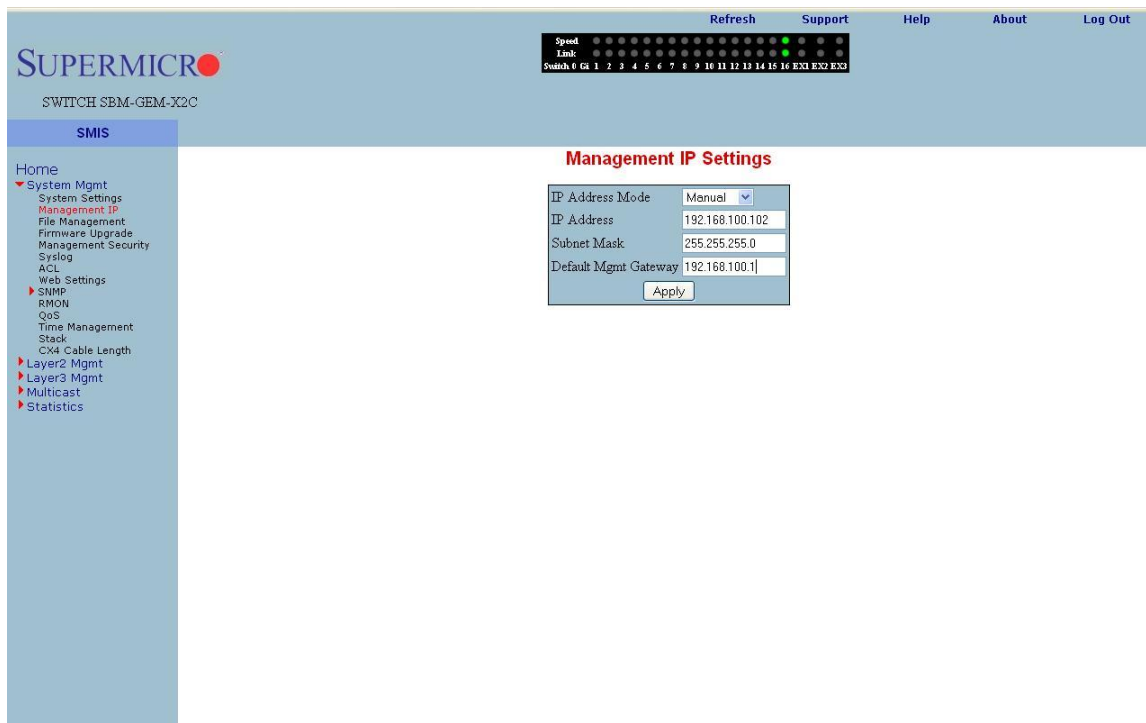 Refresh Support Help About Log Out
Speed
Link
Switch 0 Gi 1 2 3 4 5 6 7 8 9 10 11 12 13 14 15 16 EX1 EX2 EX3
SUPERMICRO
SWITCH SBM-GEM-X2C
SMIS
Home
System Mgmt
System Settings
Management IP
File Management
Firmware Upgrade
Management Security
Syslog
ACL
Web Settings
SNMP
RMON
QoS
Time Management
Stack
CX4 Cable Length
Layer2 Mgmt
Layer3 Mgmt
Multicast
Statistics
Management IP Settings
IP Address Mode Manual
IP Address 192.168.100.102
Subnet Mask 255.255.255.0
Default Mgmt Gateway 192.168.100.1
Apply